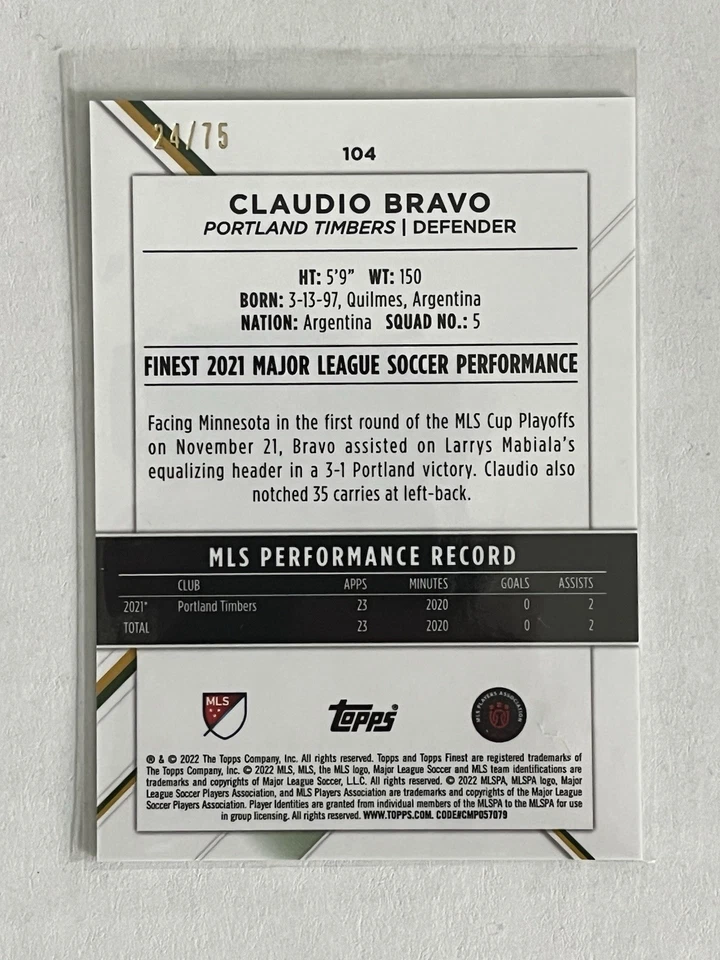 24/75
104
CLAUDIO BRAVO
PORTLAND TIMBERS | DEFENDER
HT: 5'9" WT: 150
BORN: 3-13-97, Quilmes, Argentina
NATION: Argentina SQUAD NO.: 5
FINEST 2021 MAJOR LEAGUE SOCCER PERFORMANCE
Facing Minnesota in the first round of the MLS Cup Playoffs
on November 21, Bravo assisted on Larrys Mabiala's
equalizing header in a 3-1 Portland victory. Claudio also
notched 35 carries at left-back.
MLS PERFORMANCE RECORD
CLUB APPS MINUTES GOALS ASSISTS
2021* Portland Timbers 23 2020 0 2
TOTAL 23 2020 0 2
MLS
Topps
MLS PLAYERS ASSOCIATION
® & © 2022 The Topps Company, Inc. All rights reserved. Topps and Topps Finest are registered trademarks of
The Topps Company, Inc. © 2022 MLS, MLS, the MLS logo, Major League Soccer and MLS team identifications are
trademarks and copyrights of Major League Soccer, L.L.C. All rights reserved. © 2022 MLSPA, MLSPA logo, Major
League Soccer Players Association, and MLS Players Association are trademarks and copyrights of the Major League
Soccer Players Association. Player Identities are granted from individual members of the MLSPA to the MLSPA for use
in group licensing. All rights reserved. WWW.TOPPS.COM. CODE#CMP057079